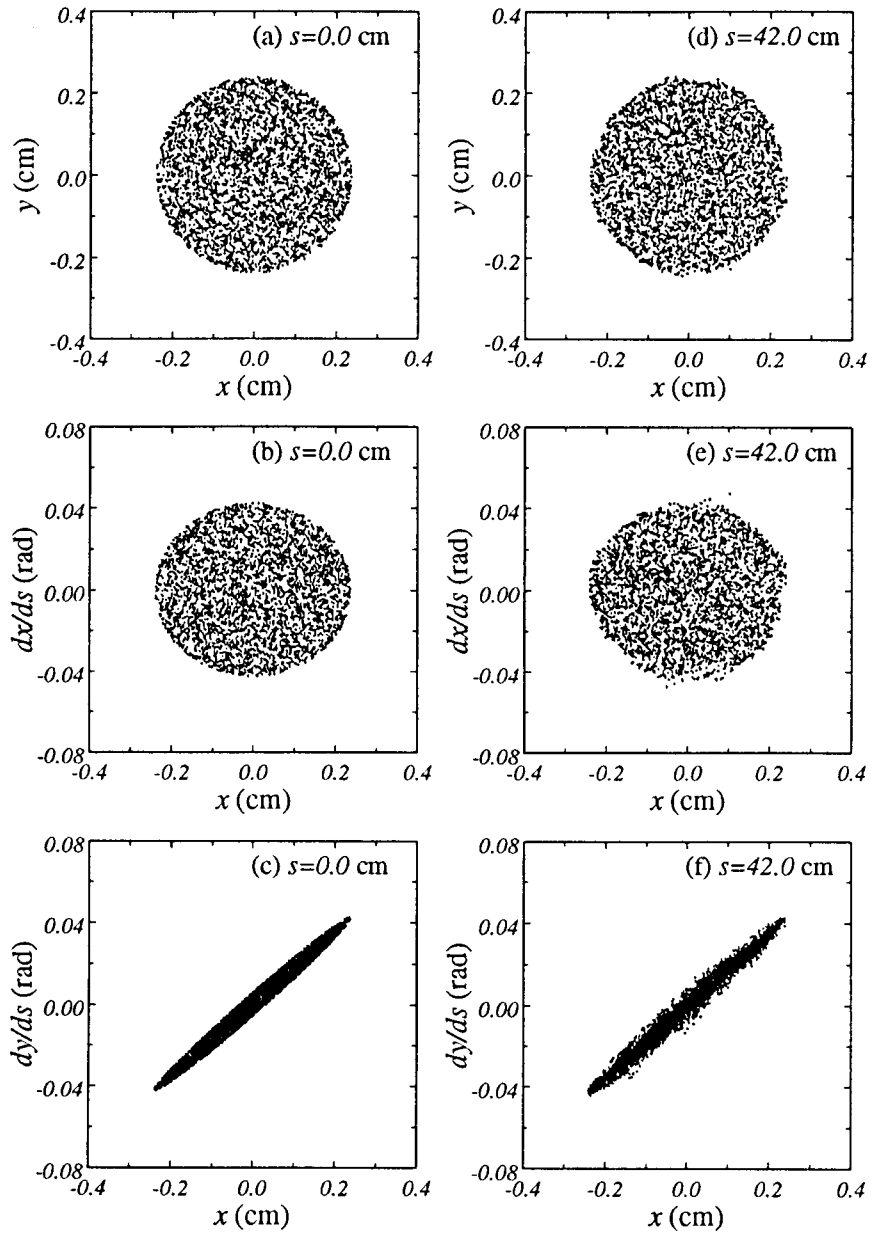 (a) s=0.0 cm
0.4
0.2
0.0
-0.2
-0.4
y (cm)
-0.4 -0.2 0.0 0.2 0.4
x (cm)
(d) s=42.0 cm
0.4
0.2
0.0
-0.2
-0.4
y (cm)
-0.4 -0.2 0.0 0.2 0.4
x (cm)
(b) s=0.0 cm
0.08
0.04
0.00
-0.04
-0.08
dx/ds (rad)
-0.4 -0.2 0.0 0.2 0.4
x (cm)
(e) s=42.0 cm
0.08
0.04
0.00
-0.04
-0.08
dx/ds (rad)
-0.4 -0.2 0.0 0.2 0.4
x (cm)
(c) s=0.0 cm
0.08
0.04
0.00
-0.04
-0.08
dy/ds (rad)
-0.4 -0.2 0.0 0.2 0.4
x (cm)
(f) s=42.0 cm
0.08
0.04
0.00
-0.04
-0.08
dy/ds (rad)
-0.4 -0.2 0.0 0.2 0.4
x (cm)